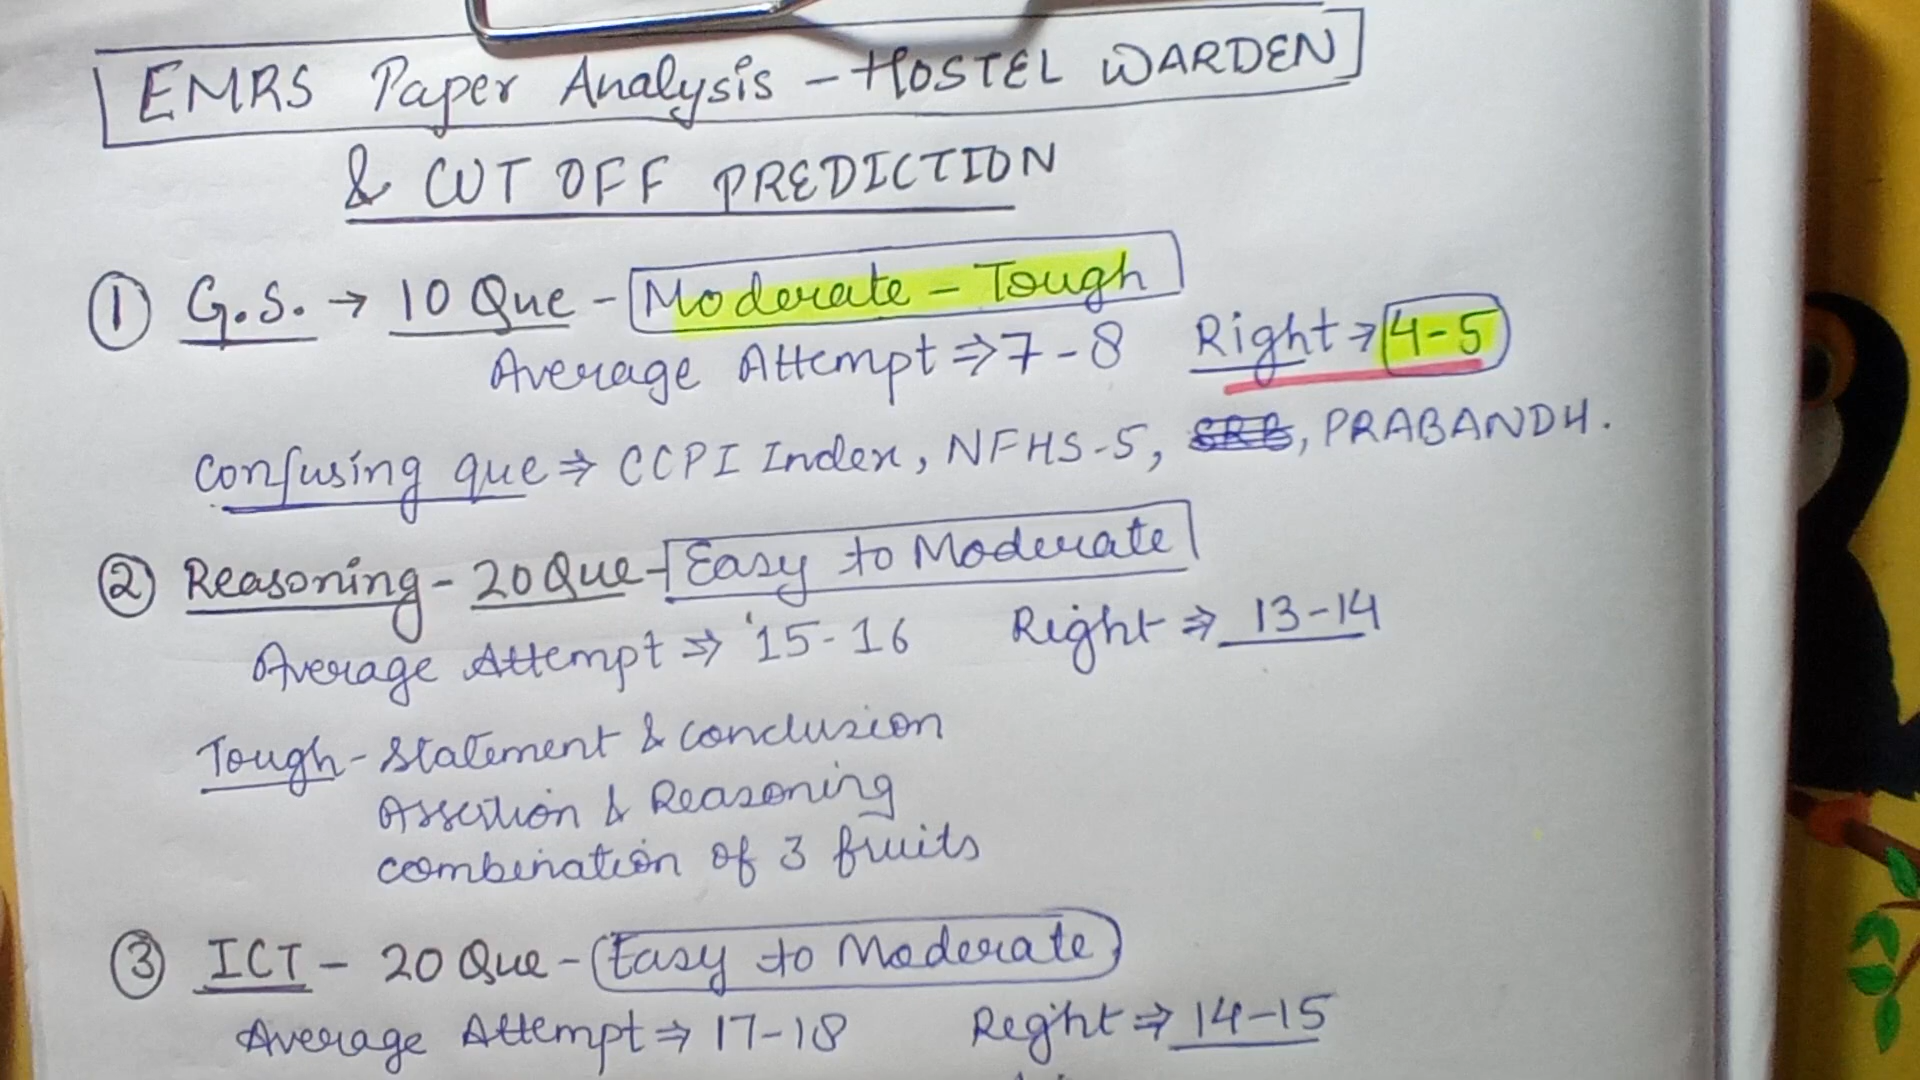 EMRS Paper Analysis - HOSTEL WARDEN
& CUT OFF PREDICTION
① G.S. → 10 Que - Moderate - Tough
Average Attempt ⇒ 7-8 Right → 4-5
Confusing que ⇒ CCPI Index, NFHS-5, SRB, PRABANDH.
② Reasoning - 20 Que - Easy to Moderate
Average Attempt ⇒ 15-16 Right ⇒ 13-14
Tough - Statement & conclusion
Assertion & Reasoning
combination of 3 fruits
③ ICT - 20 Que - Easy to Moderate
Average Attempt ⇒ 17-18 Reght ⇒ 14-15